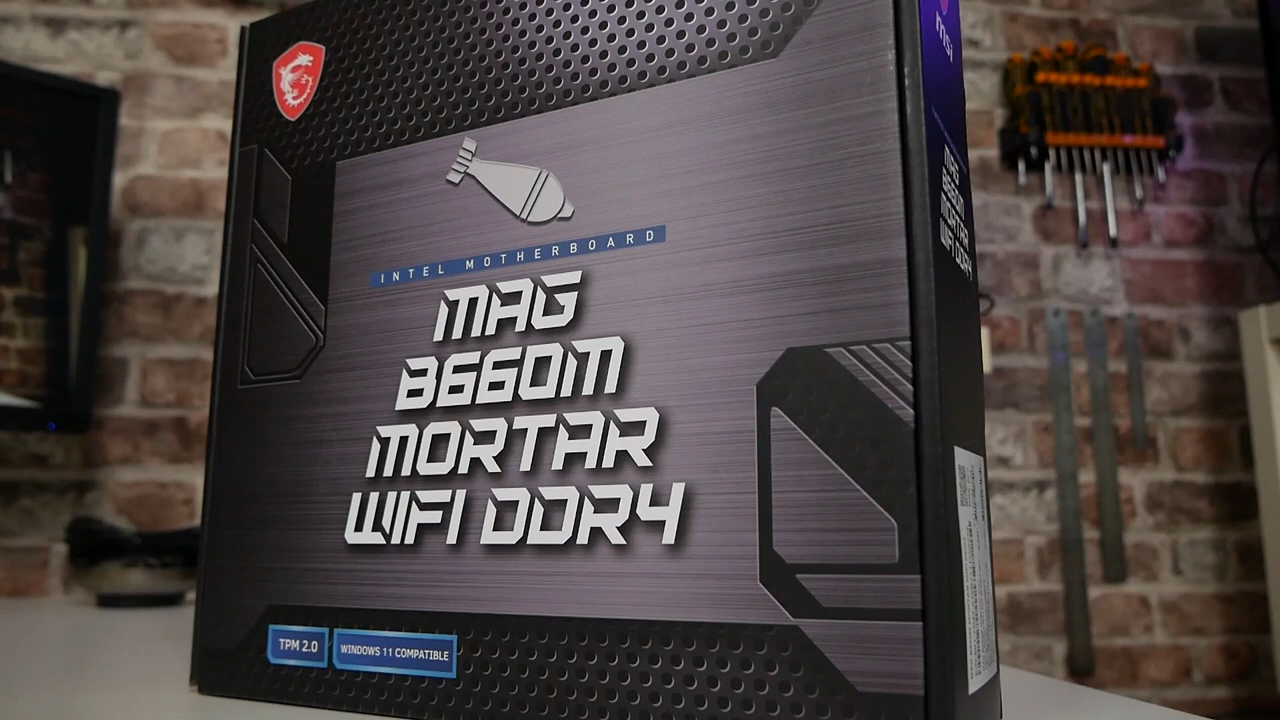 INTEL MOTHERBOARD
MAG
B660M
MORTAR
WIFI DDR4
TPM 2.0
WINDOWS 11 COMPATIBLE
msi
MAG
B660M
MORTAR
WIFI DDR4